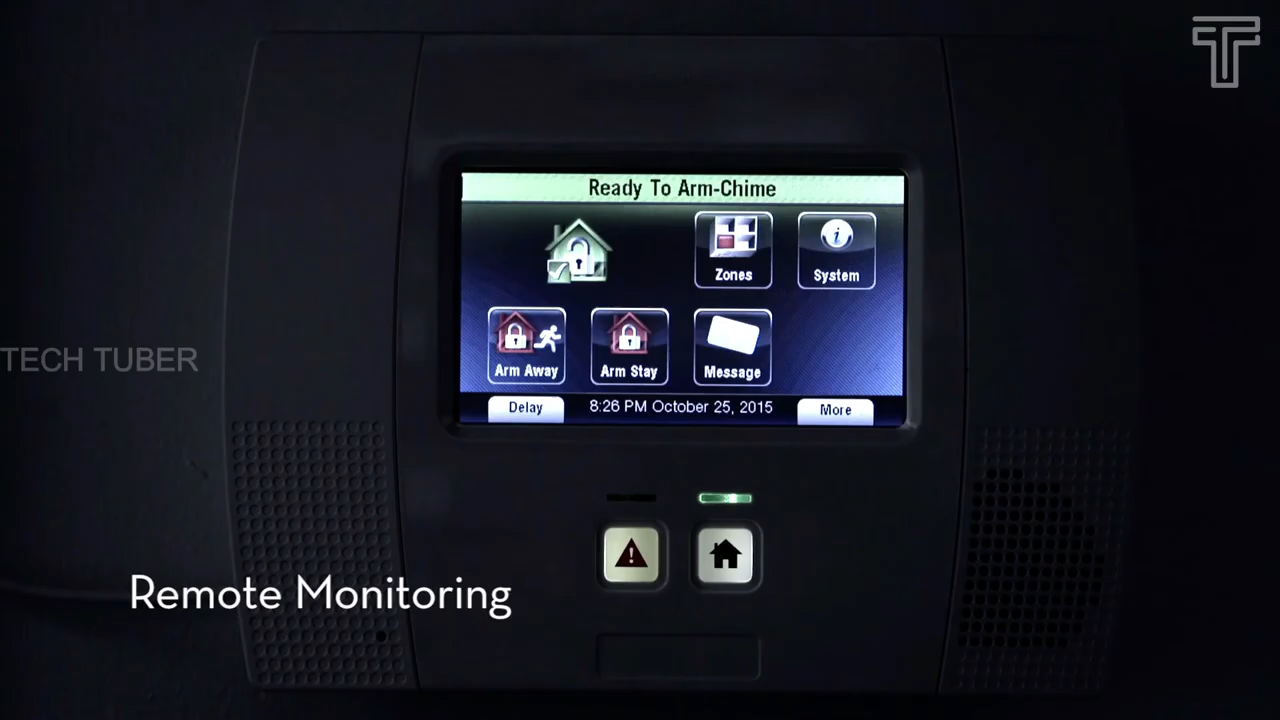 Ready To Arm-Chime
Zones
System
TECH TUBER
Arm Away
Arm Stay
Message
Delay
8:26 PM October 25, 2015
More
Remote Monitoring